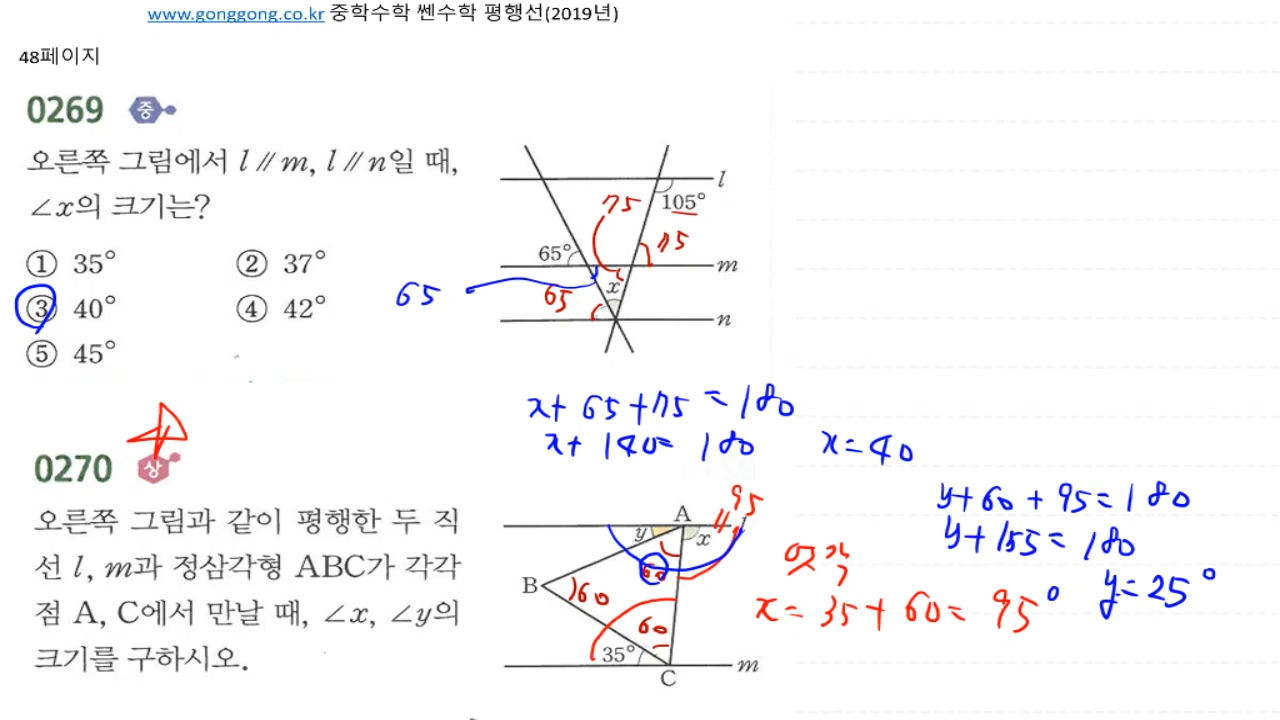 www.gonggong.co.kr 중학수학 쎈수학 평행선(2019년)
48페이지
0269 중
오른쪽 그림에서 l∥m, l∥n일 때,
∠x의 크기는?
① 35° ② 37°
③ 40° ④ 42°
⑤ 45°
l
105°
75
75
65°
m
65
65
x
n
x+65+75=180
x+140=180 x=40
0270 상
오른쪽 그림과 같이 평행한 두 직
선 l, m과 정삼각형 ABC가 각각
점 A, C에서 만날 때, ∠x, ∠y의
크기를 구하시오.
95
A
l
y
x
60
B
60
60
35°
m
C
엇각
x=35+60=95°
y+60+95=180
y+155=180
y=25°